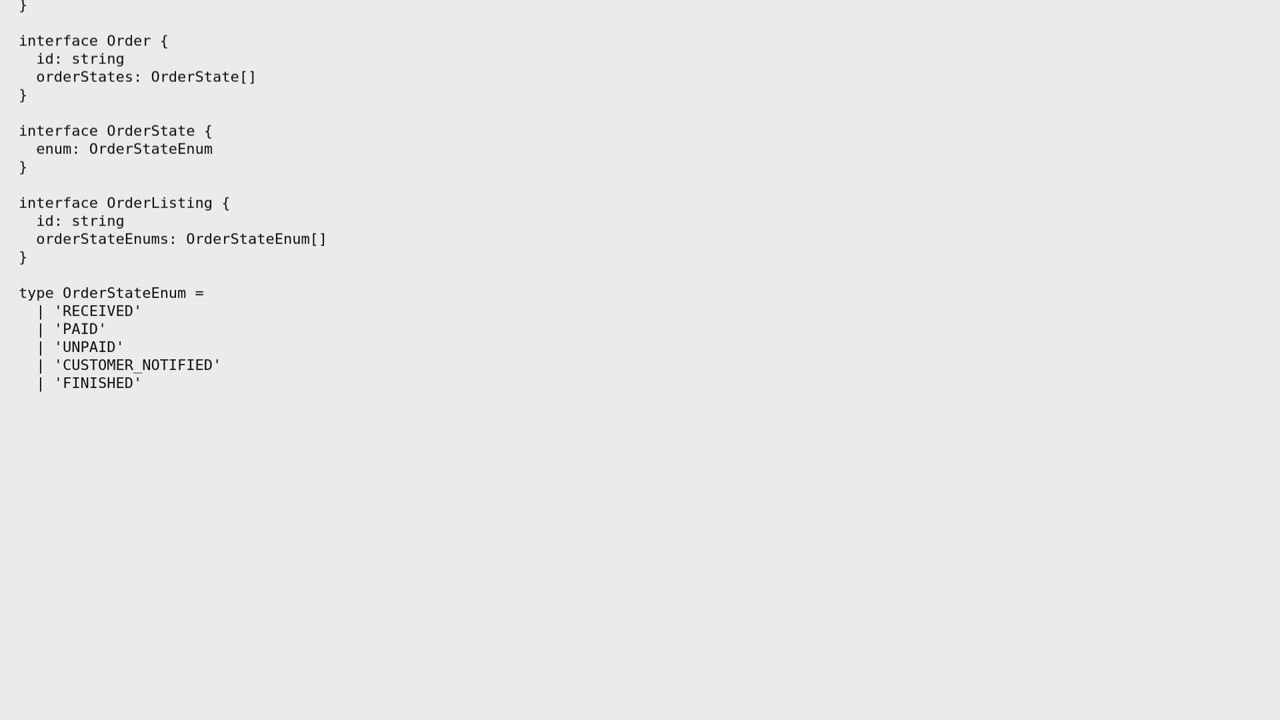 }

interface Order {
  id: string
  orderStates: OrderState[]
}

interface OrderState {
  enum: OrderStateEnum
}

interface OrderListing {
  id: string
  orderStateEnums: OrderStateEnum[]
}

type OrderStateEnum =
  | 'RECEIVED'
  | 'PAID'
  | 'UNPAID'
  | 'CUSTOMER_NOTIFIED'
  | 'FINISHED'